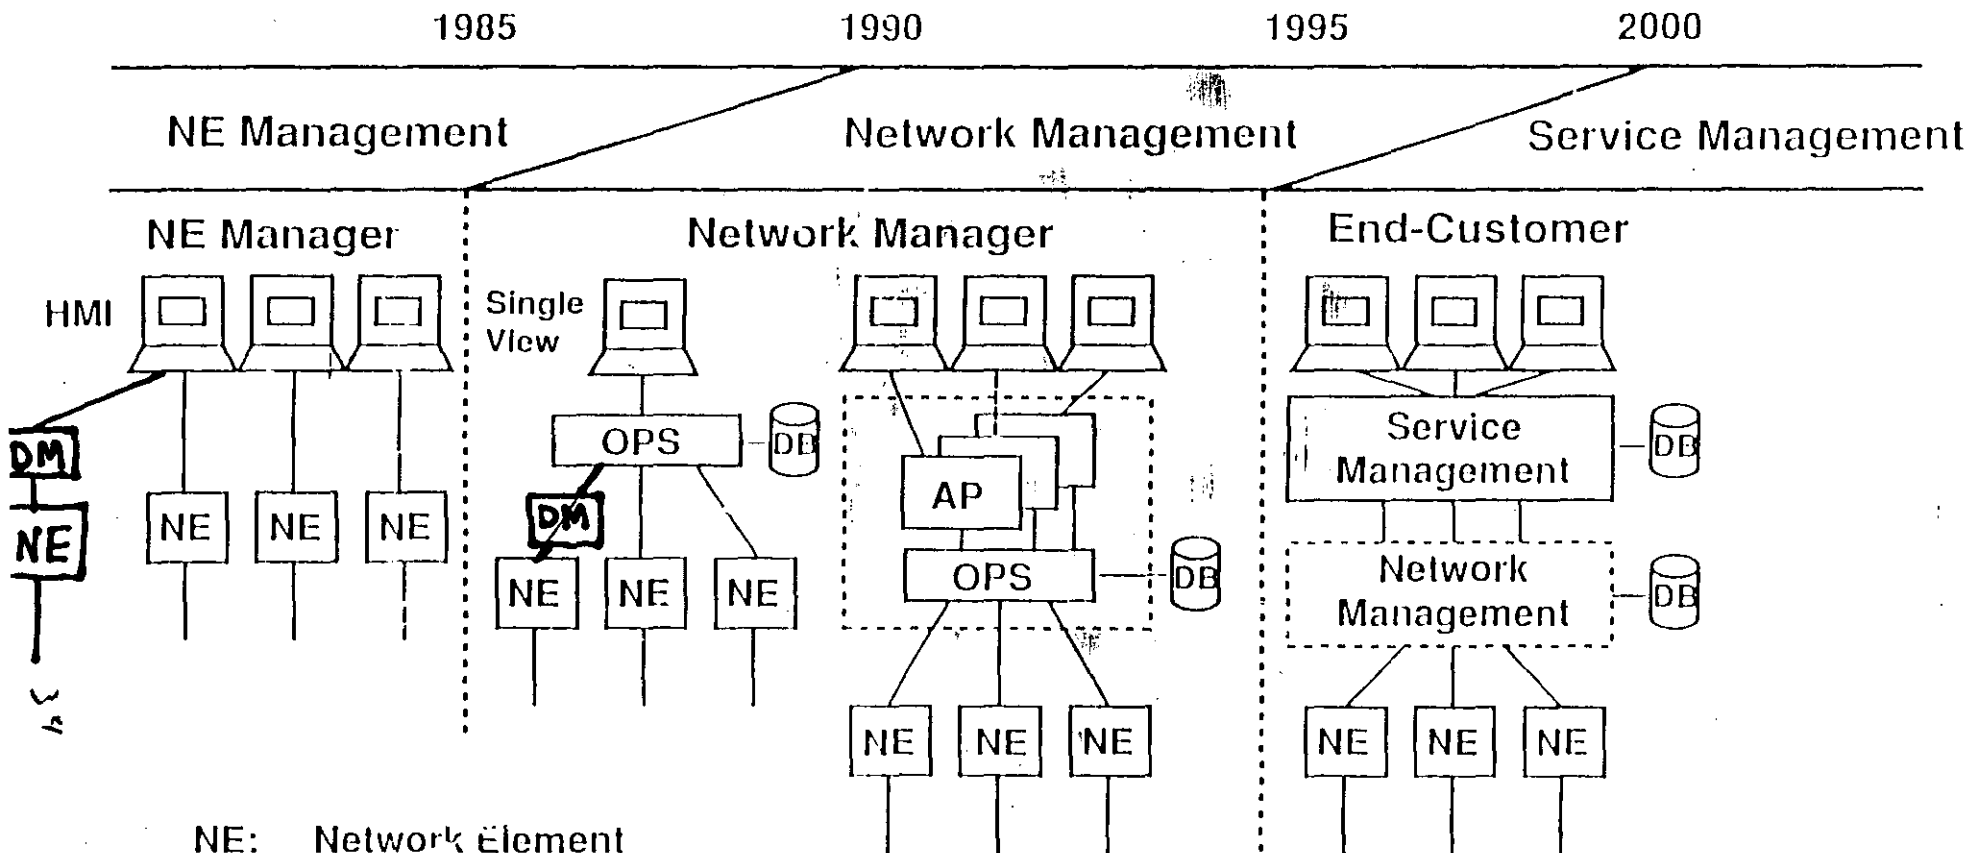 1985 1990 1995 2000
NE Management Network Management Service Management
NE Manager Network Manager End-Customer
HMI
Single
View
DM
NE
NE NE NE
OPS DB
DM
NE NE NE
AP
OPS DB
NE NE NE
Service
Management
DB
Network
Management
DB
NE NE NE
NE: Network Element